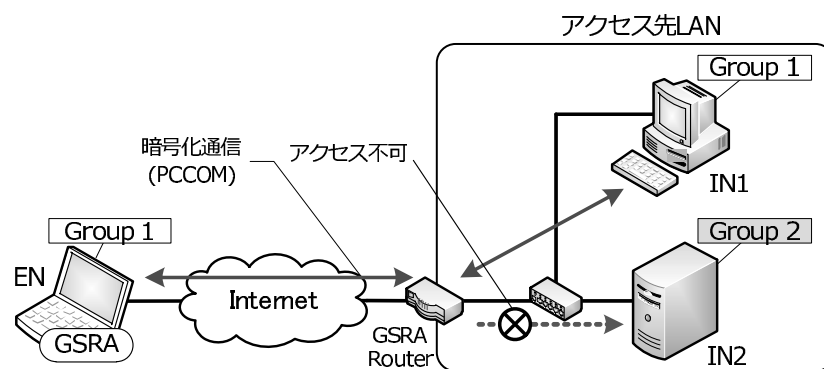 アクセス先LAN
Group 1
暗号化通信
(PCCOM)
アクセス不可
IN1
Group 1
Group 2
EN
Internet
GSRA
GSRA
Router
IN2